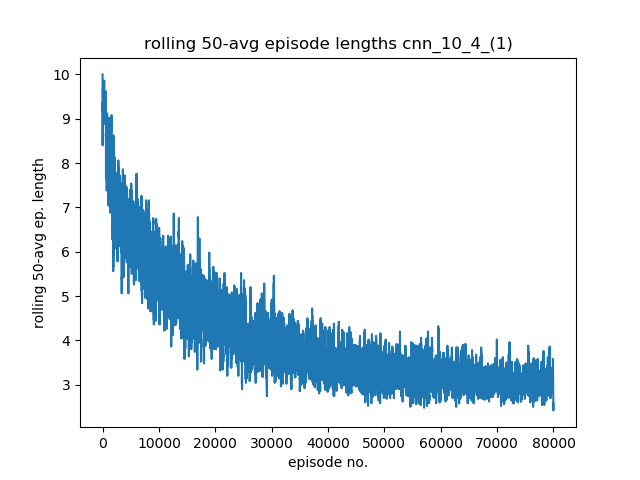 rolling 50-avg episode lengths cnn_10_4_(1)
10
9
8
7
6
5
4
3
rolling 50-avg ep. length
0 10000 20000 30000 40000 50000 60000 70000 80000
episode no.